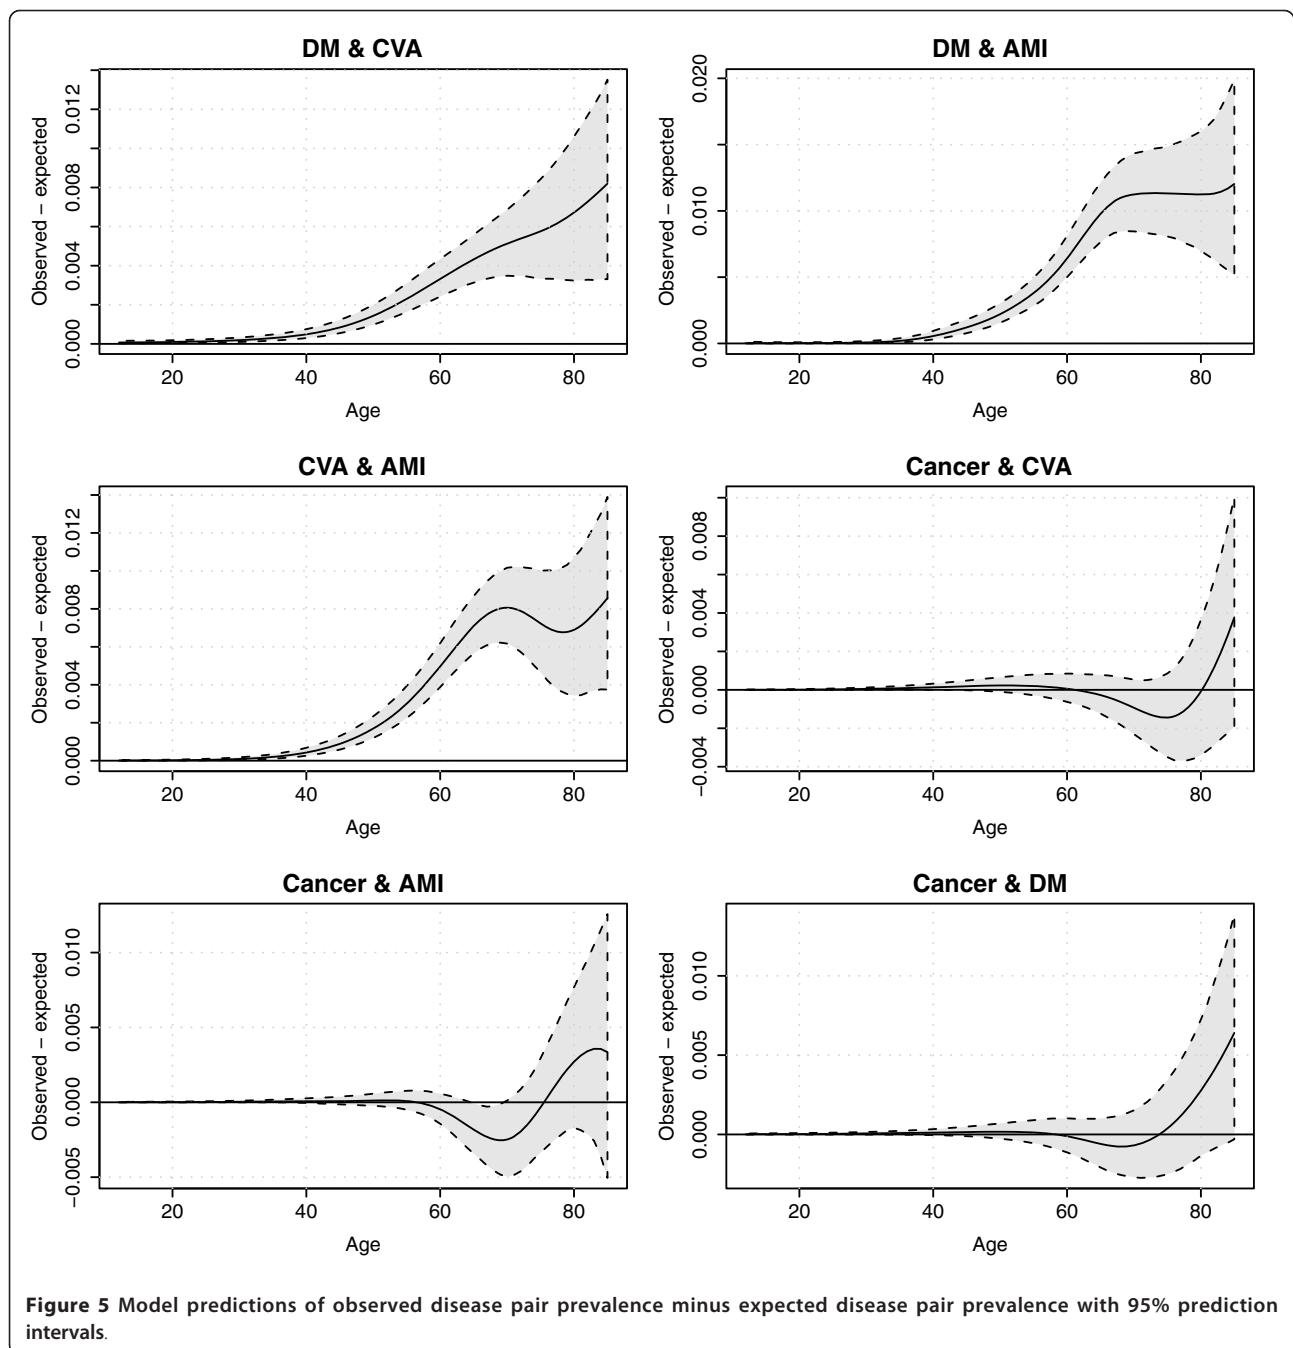 DM & CVA
Observed – expected
0.000 0.004 0.008 0.012
20 40 60 80
Age
DM & AMI
Observed – expected
0.000 0.010 0.020
20 40 60 80
Age
CVA & AMI
Observed – expected
0.000 0.004 0.008 0.012
20 40 60 80
Age
Cancer & CVA
Observed – expected
−0.004 0.000 0.004 0.008
20 40 60 80
Age
Cancer & AMI
Observed – expected
−0.005 0.000 0.005 0.010
20 40 60 80
Age
Cancer & DM
Observed – expected
0.000 0.005 0.010
20 40 60 80
Age
Figure 5 Model predictions of observed disease pair prevalence minus expected disease pair prevalence with 95% prediction
intervals.